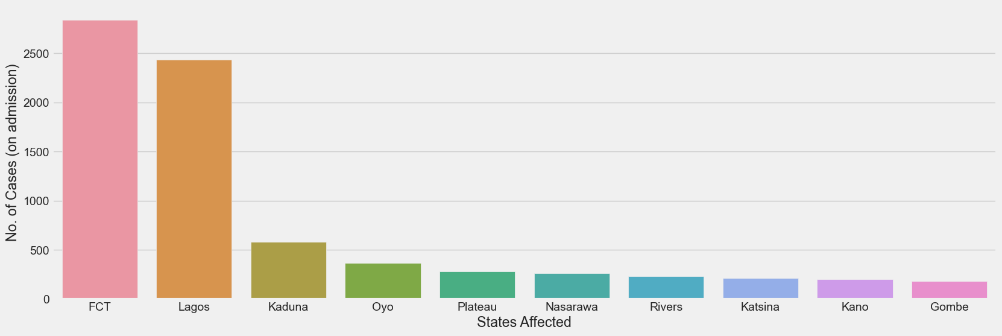 No. of Cases (on admission)
2500
2000
1500
1000
500
0
FCT Lagos Kaduna Oyo Plateau Nasarawa Rivers Katsina Kano Gombe
States Affected